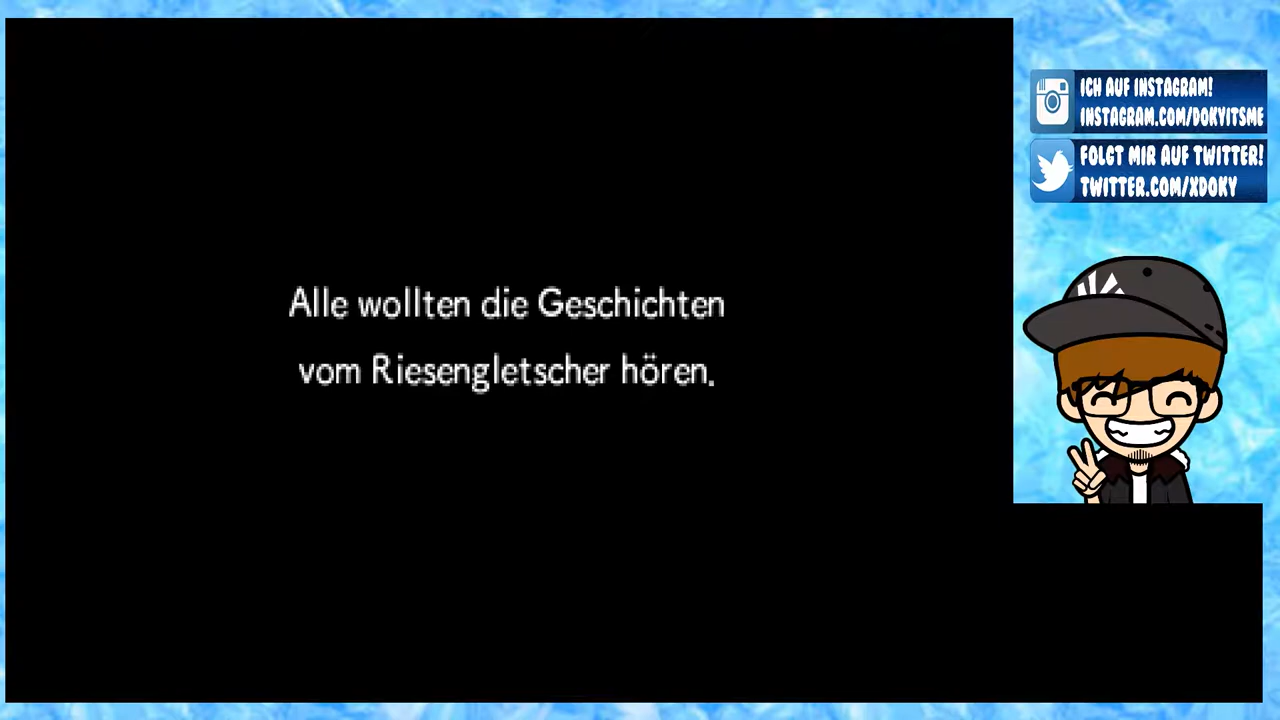 Alle wollten die Geschichten
vom Riesengletscher hören.
ICH AUF INSTAGRAM!
INSTAGRAM.COM/DOKYITSME
FOLGT MIR AUF TWITTER!
TWITTER.COM/XDOKY